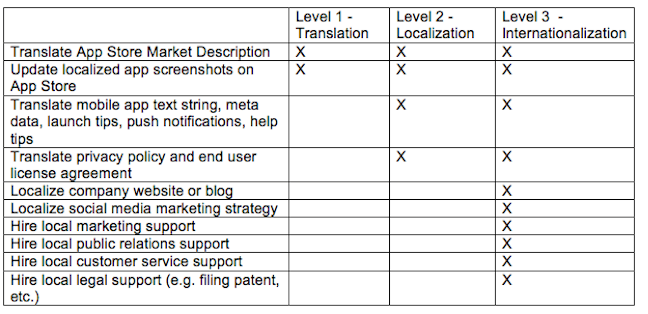 Level 1 - Level 2 - Level 3  -
Translation Localization Internationalization
Translate App Store Market Description X X X
Update localized app screenshots on X X X
App Store
Translate mobile app text string, meta X X
data, launch tips, push notifications, help
tips
Translate privacy policy and end user X X
license agreement
Localize company website or blog X
Localize social media marketing strategy X
Hire local marketing support X
Hire local public relations support X
Hire local customer service support X
Hire local legal support (e.g. filing patent, X
etc.)